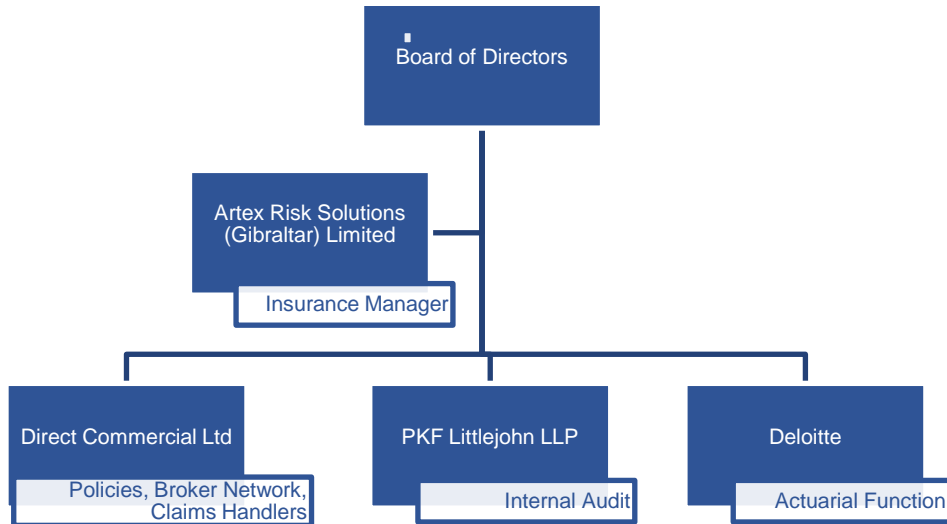 Board of Directors
Artex Risk Solutions
(Gibraltar) Limited
Insurance Manager
Direct Commercial Ltd
Policies, Broker Network,
Claims Handlers
PKF Littlejohn LLP
Internal Audit
Deloitte
Actuarial Function